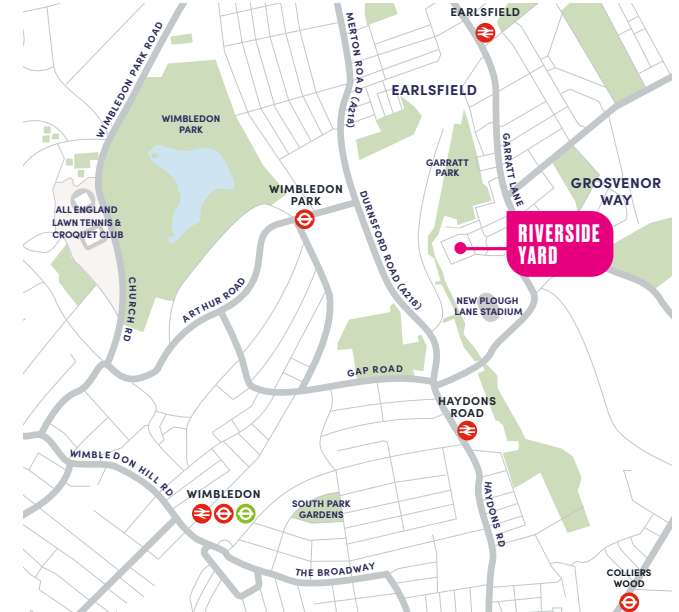 EARLSFIELD
WIMBLEDON PARK ROAD
MERTON ROAD (A218)
EARLSFIELD
WIMBLEDON
PARK
GARRATT LANE
GARRATT
PARK
GROSVENOR
WAY
WIMBLEDON
PARK
ALL ENGLAND
LAWN TENNIS &
CROQUET CLUB
DURNSFORD ROAD (A218)
RIVERSIDE
YARD
CHURCH RD
ARTHUR ROAD
NEW PLOUGH
LANE STADIUM
GAP ROAD
HAYDONS
ROAD
WIMBLEDON HILL RD
WIMBLEDON
SOUTH PARK
GARDENS
HAYDONS RD
THE BROADWAY
COLLIERS
WOOD